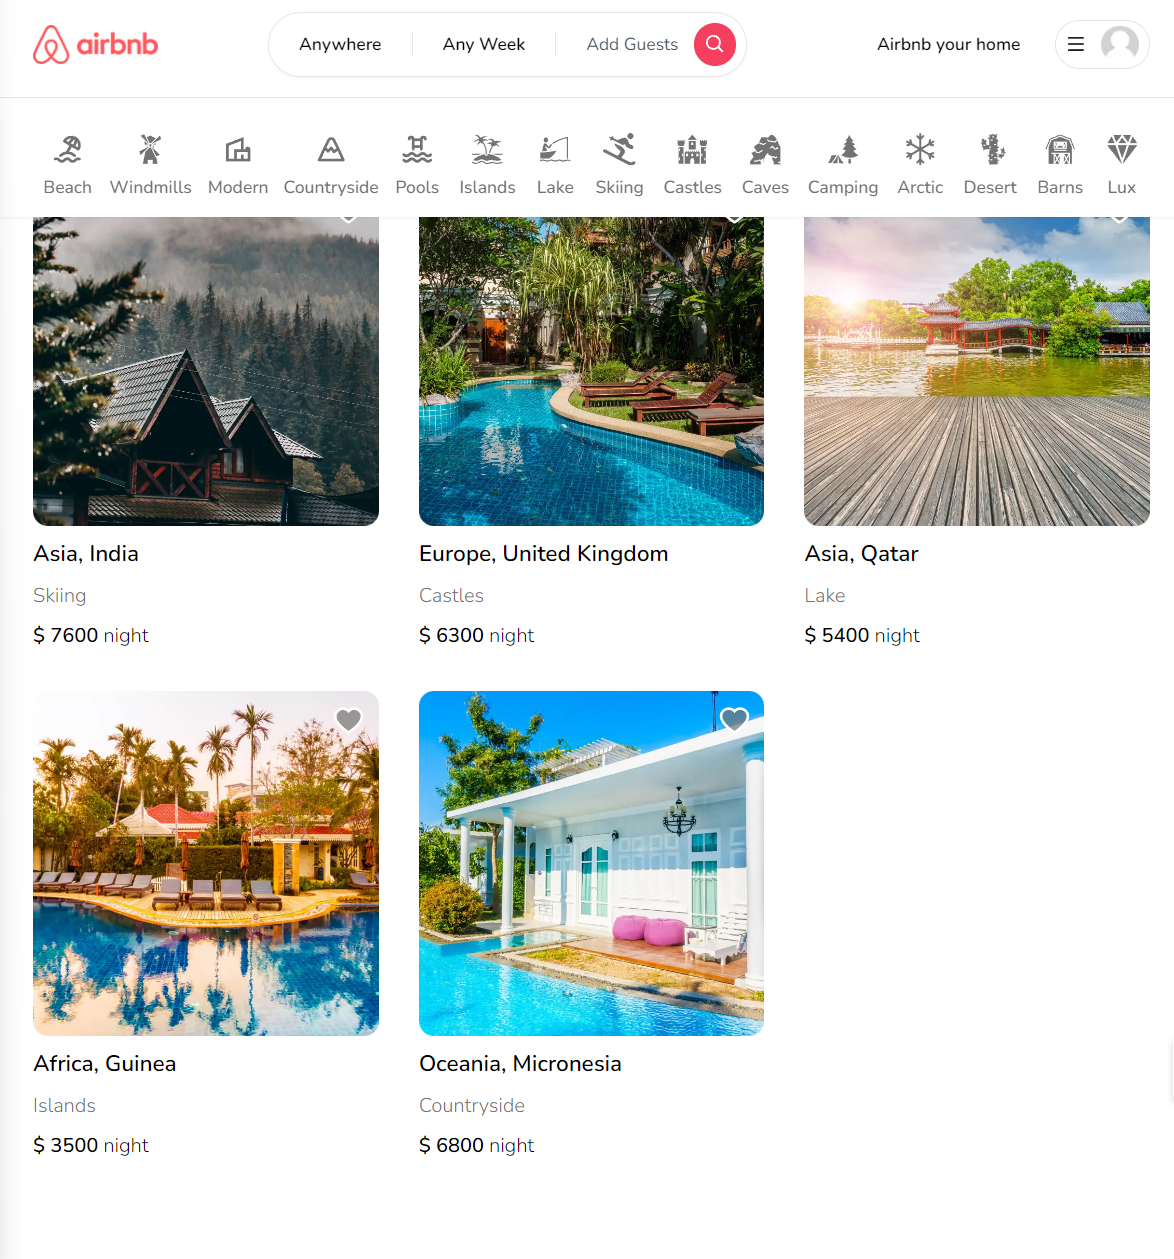 airbnb
Anywhere
Any Week
Add Guests
Airbnb your home
Beach
Windmills
Modern
Countryside
Pools
Islands
Lake
Skiing
Castles
Caves
Camping
Arctic
Desert
Barns
Lux
Asia, India
Skiing
$ 7600 night
Europe, United Kingdom
Castles
$ 6300 night
Asia, Qatar
Lake
$ 5400 night
Africa, Guinea
Islands
$ 3500 night
Oceania, Micronesia
Countryside
$ 6800 night